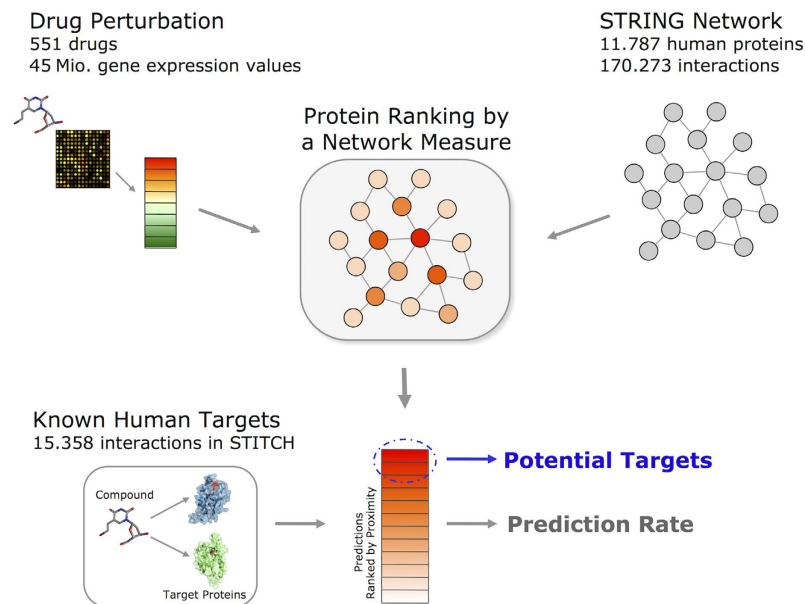 Drug Perturbation
551 drugs
45 Mio. gene expression values
STRING Network
11.787 human proteins
170.273 interactions
Protein Ranking by
a Network Measure
Known Human Targets
15.358 interactions in STITCH
Compound
Target Proteins
Predictions
Ranked by Proximity
Potential Targets
Prediction Rate